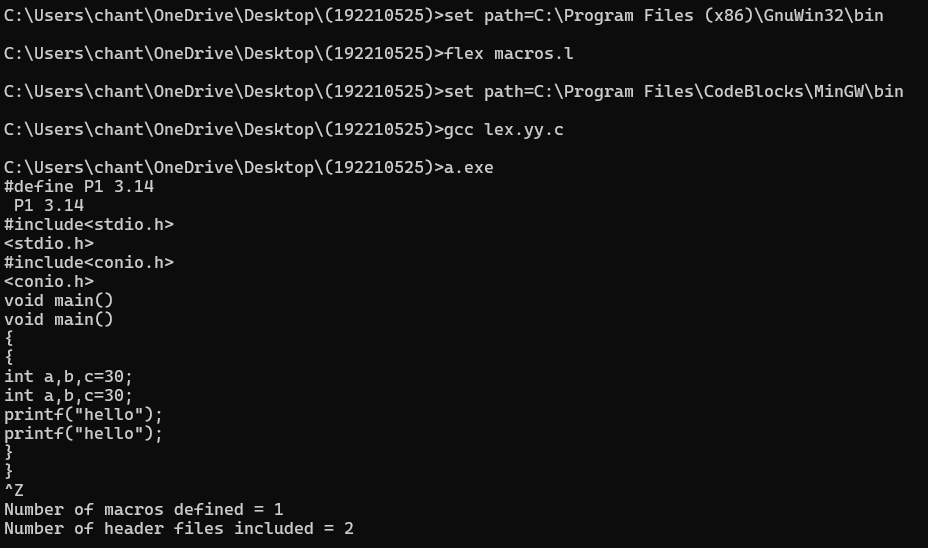 C:\Users\chant\OneDrive\Desktop\(192210525)>set path=C:\Program Files (x86)\GnuWin32\bin
C:\Users\chant\OneDrive\Desktop\(192210525)>flex macros.l
C:\Users\chant\OneDrive\Desktop\(192210525)>set path=C:\Program Files\CodeBlocks\MinGW\bin
C:\Users\chant\OneDrive\Desktop\(192210525)>gcc lex.yy.c
C:\Users\chant\OneDrive\Desktop\(192210525)>a.exe
#define P1 3.14
 P1 3.14
#include<stdio.h>
<stdio.h>
#include<conio.h>
<conio.h>
void main()
void main()
{
{
int a,b,c=30;
int a,b,c=30;
printf("hello");
printf("hello");
}
}
^Z
Number of macros defined = 1
Number of header files included = 2